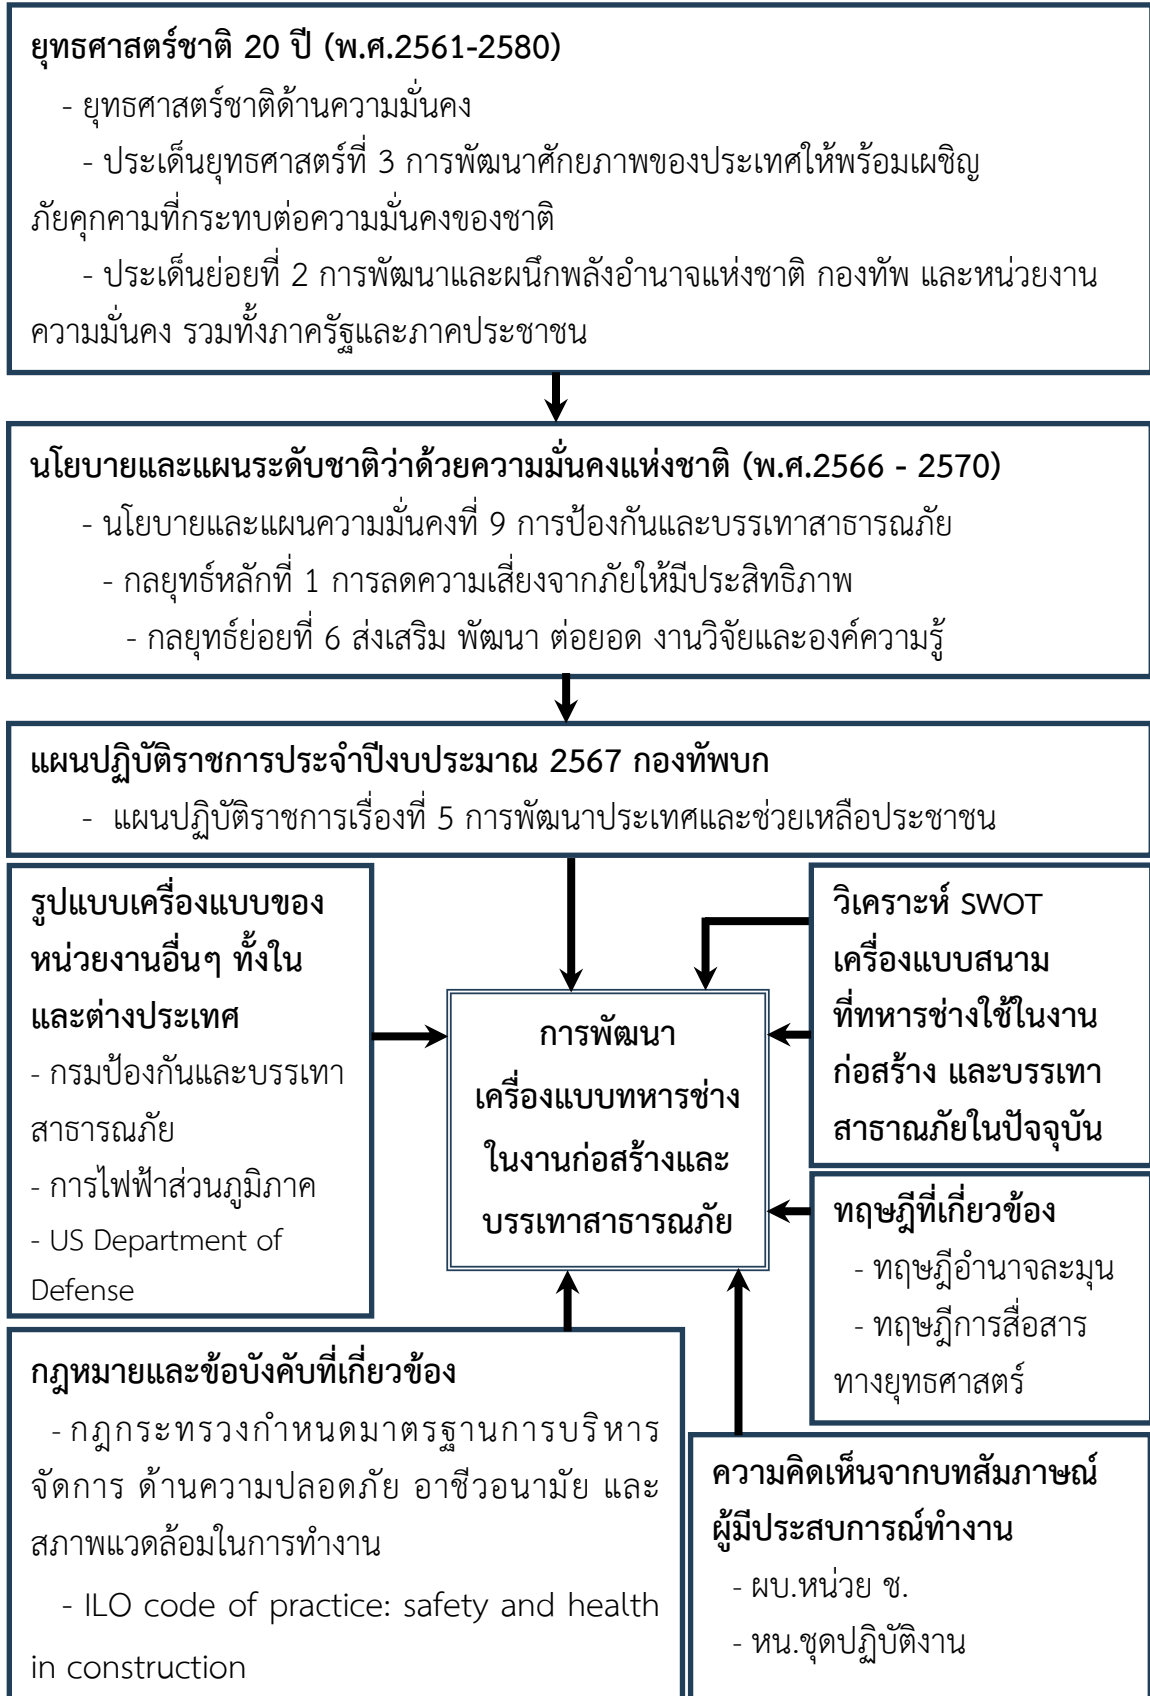 ยุทธศาสตร์ชาติ 20 ปี (พ.ศ.2561-2580)
- ยุทธศาสตร์ชาติด้านความมั่นคง
- ประเด็นยุทธศาสตร์ที่ 3 การพัฒนาศักยภาพของประเทศให้พร้อมเผชิญ
ภัยคุกคามที่กระทบต่อความมั่นคงของชาติ
- ประเด็นย่อยที่ 2 การพัฒนาและผนึกพลังอำนาจแห่งชาติ กองทัพ และหน่วยงาน
ความมั่นคง รวมทั้งภาครัฐและภาคประชาชน
นโยบายและแผนระดับชาติว่าด้วยความมั่นคงแห่งชาติ (พ.ศ.2566 - 2570)
- นโยบายและแผนความมั่นคงที่ 9 การป้องกันและบรรเทาสาธารณภัย
- กลยุทธ์หลักที่ 1 การลดความเสี่ยงจากภัยให้มีประสิทธิภาพ
- กลยุทธ์ย่อยที่ 6 ส่งเสริม พัฒนา ต่อยอด งานวิจัยและองค์ความรู้
แผนปฏิบัติราชการประจำปีงบประมาณ 2567 กองทัพบก
- แผนปฏิบัติราชการเรื่องที่ 5 การพัฒนาประเทศและช่วยเหลือประชาชน
รูปแบบเครื่องแบบของ
หน่วยงานอื่นๆ ทั้งใน
และต่างประเทศ
- กรมป้องกันและบรรเทา
สาธารณภัย
- การไฟฟ้าส่วนภูมิภาค
- US Department of
Defense
การพัฒนา
เครื่องแบบทหารช่าง
ในงานก่อสร้างและ
บรรเทาสาธารณภัย
วิเคราะห์ SWOT
เครื่องแบบสนาม
ที่ทหารช่างใช้ในงาน
ก่อสร้าง และบรรเทา
สาธาณภัยในปัจจุบัน
ทฤษฎีที่เกี่ยวข้อง
- ทฤษฎีอำนาจละมุน
- ทฤษฎีการสื่อสาร
ทางยุทธศาสตร์
กฎหมายและข้อบังคับที่เกี่ยวข้อง
- กฎกระทรวงกำหนดมาตรฐานการบริหาร
จัดการ ด้านความปลอดภัย อาชีวอนามัย และ
สภาพแวดล้อมในการทำงาน
- ILO code of practice: safety and health
in construction
ความคิดเห็นจากบทสัมภาษณ์
ผู้มีประสบการณ์ทำงาน
- ผบ.หน่วย ช.
- หน.ชุดปฏิบัติงาน